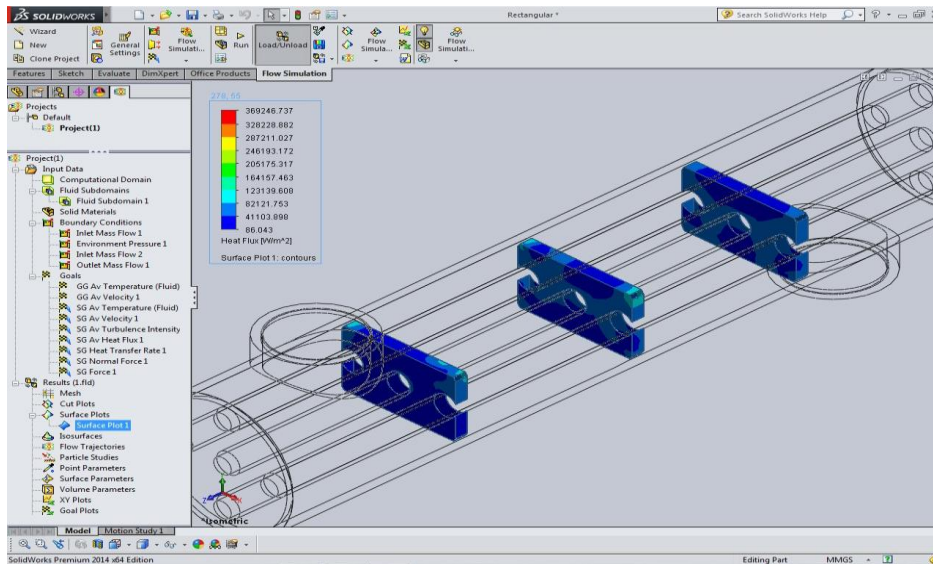 SOLIDWORKS
Rectangular *
Search SolidWorks Help
Wizard
New
Clone Project
General Settings
Flow Simulati...
Run
Load/Unload
Flow Simula...
Flow Simulati...
Features Sketch Evaluate DimXpert Office Products Flow Simulation
Projects
Default
Project(1)
Project(1)
Input Data
Computational Domain
Fluid Subdomains
Fluid Subdomain 1
Solid Materials
Boundary Conditions
Inlet Mass Flow 1
Environment Pressure 1
Inlet Mass Flow 2
Outlet Mass Flow 1
Goals
GG Av Temperature (Fluid)
GG Av Velocity 1
SG Av Temperature (Fluid)
SG Av Velocity 1
SG Av Turbulence Intensity
SG Av Heat Flux 1
SG Heat Transfer Rate 1
SG Normal Force 1
SG Force 1
Results (1.fld)
Mesh
Cut Plots
Surface Plots
Surface Plot 1
Isosurfaces
Flow Trajectories
Particle Studies
Point Parameters
Surface Parameters
Volume Parameters
XY Plots
Goal Plots
369246.737
328228.882
287211.027
246193.172
205175.317
164157.463
123139.608
82121.753
41103.898
86.043
Heat Flux [W/m^2]
Surface Plot 1: contours
Z
X
*Isometric
Model Motion Study 1
SolidWorks Premium 2014 x64 Edition
Editing Part
MMGS